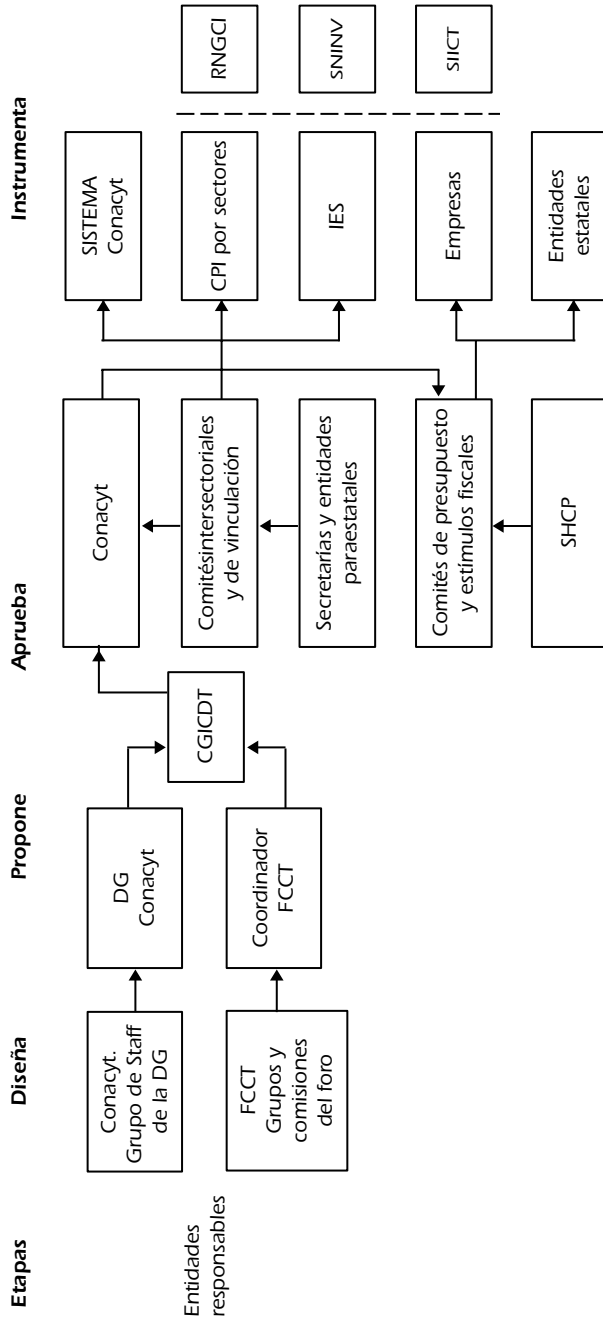 Etapas
Diseña
Propone
Aprueba
Instrumenta
Entidades
responsables
Conacyt.
Grupo de Staff
de la DG
FCCT
Grupos y
comisiones
del foro
DG
Conacyt
Coordinador
FCCT
CGICDT
Conacyt
Comitésintersectoriales
y de vinculación
Secretarías y entidades
paraestatales
Comités de presupuesto
y estímulos fiscales
SHCP
SISTEMA
Conacyt
CPI por sectores
IES
Empresas
Entidades
estatales
RNGCI
SNINV
SIICT